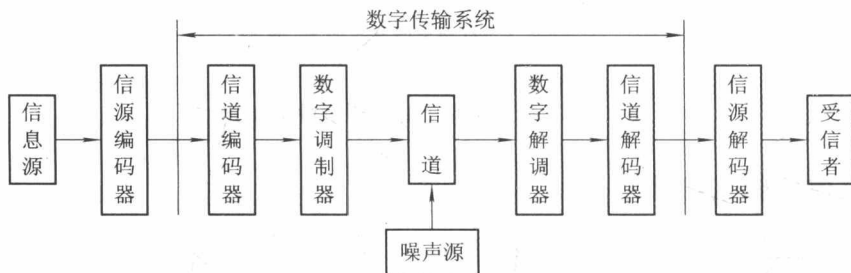 数字传输系统
信息源
信源编码器
信道编码器
数字调制器
信道
数字解调器
信道解码器
信源解码器
受信者
噪声源